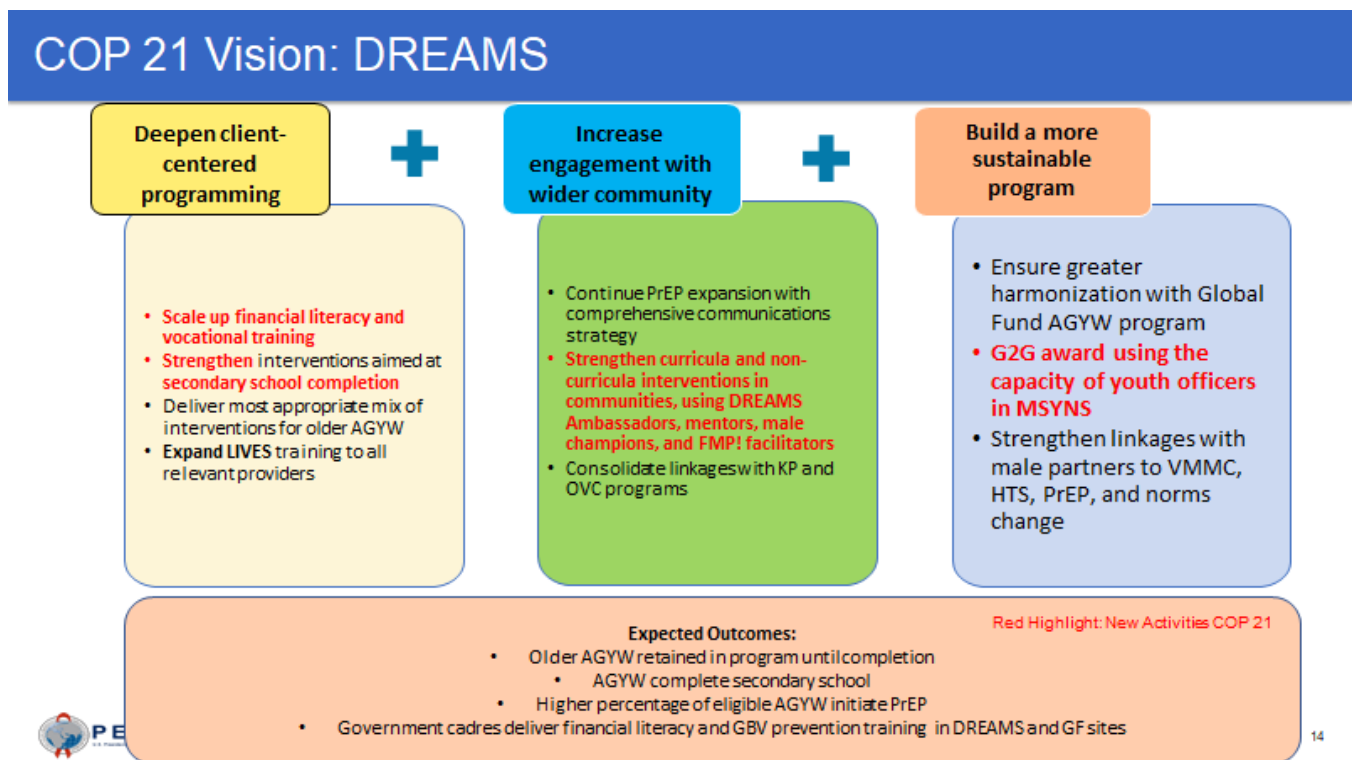 COP 21 Vision: DREAMS
Deepen client-
centered
programming
Increase
engagement with
wider community
Build a more
sustainable
program
• Scale up financial literacy and
vocational training
• Strengthen interventions aimed at
secondary school completion
• Deliver most appropriate mix of
interventions for older AGYW
• Expand LIVES training to all
relevant providers
• Continue PrEP expansion with
comprehensive communications
strategy
• Strengthen curricula and non-
curricula interventions in
communities, using DREAMS
Ambassadors, mentors, male
champions, and FMP! facilitators
• Consolidate linkages with KP and
OVC programs
• Ensure greater
harmonization with Global
Fund AGYW program
• G2G award using the
capacity of youth officers
in MSYNS
• Strengthen linkages with
male partners to VMMC,
HTS, PrEP, and norms
change
Red Highlight: New Activities COP 21
Expected Outcomes:
• Older AGYW retained in program until completion
• AGYW complete secondary school
• Higher percentage of eligible AGYW initiate PrEP
• Government cadres deliver financial literacy and GBV prevention training in DREAMS and GF sites
PE
14